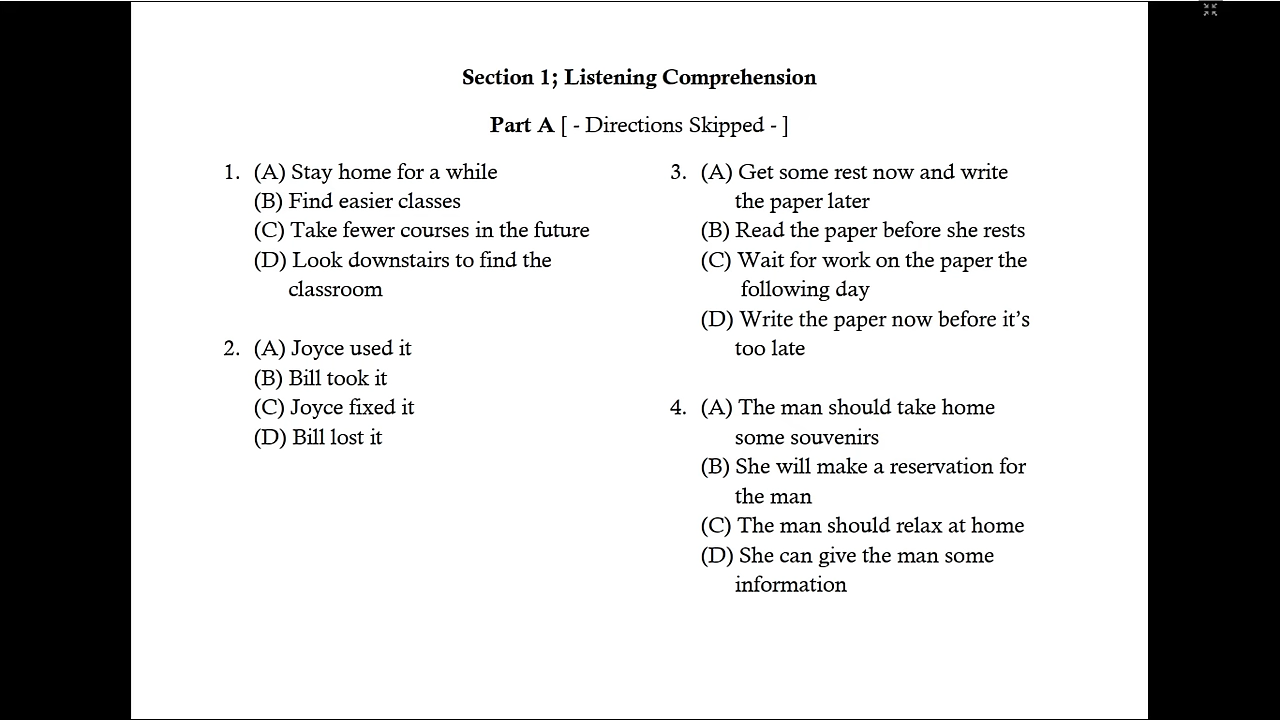 Section 1; Listening Comprehension
Part A [ - Directions Skipped - ]
1. (A) Stay home for a while
(B) Find easier classes
(C) Take fewer courses in the future
(D) Look downstairs to find the
classroom
2. (A) Joyce used it
(B) Bill took it
(C) Joyce fixed it
(D) Bill lost it
3. (A) Get some rest now and write
the paper later
(B) Read the paper before she rests
(C) Wait for work on the paper the
following day
(D) Write the paper now before it’s
too late
4. (A) The man should take home
some souvenirs
(B) She will make a reservation for
the man
(C) The man should relax at home
(D) She can give the man some
information